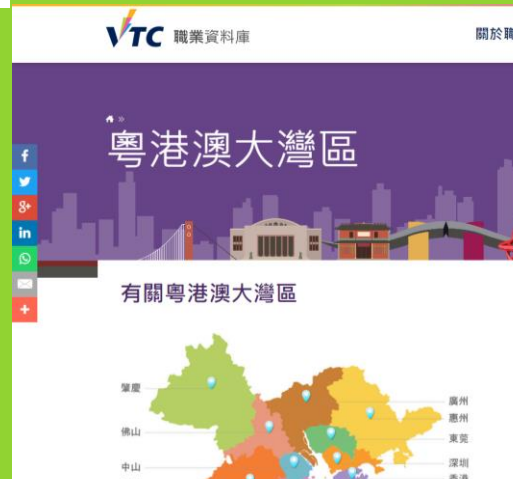 VTC 職業資料庫
關於職
粵港澳大灣區
有關粵港澳大灣區
肇慶
廣州
惠州
佛山
東莞
中山
深圳
香港